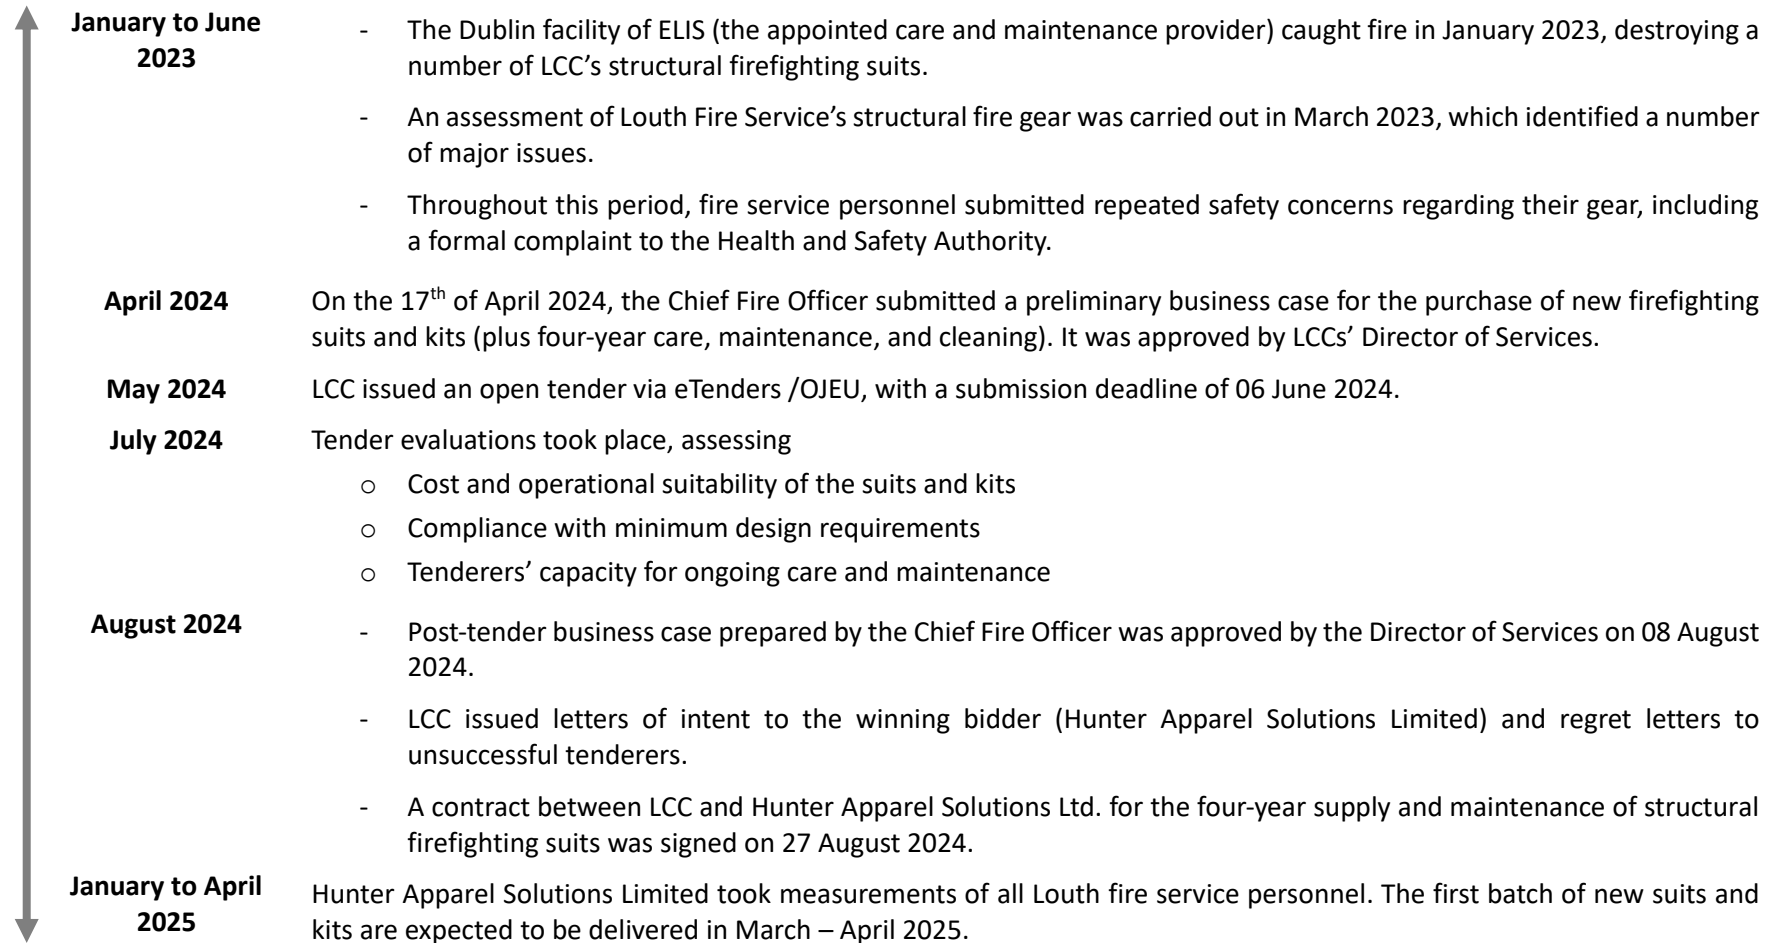 January to June
2023
- The Dublin facility of ELIS (the appointed care and maintenance provider) caught fire in January 2023, destroying a
number of LCC’s structural firefighting suits.
- An assessment of Louth Fire Service’s structural fire gear was carried out in March 2023, which identified a number
of major issues.
- Throughout this period, fire service personnel submitted repeated safety concerns regarding their gear, including
a formal complaint to the Health and Safety Authority.
April 2024
On the 17th of April 2024, the Chief Fire Officer submitted a preliminary business case for the purchase of new firefighting
suits and kits (plus four-year care, maintenance, and cleaning). It was approved by LCCs’ Director of Services.
May 2024
LCC issued an open tender via eTenders /OJEU, with a submission deadline of 06 June 2024.
July 2024
Tender evaluations took place, assessing
o Cost and operational suitability of the suits and kits
o Compliance with minimum design requirements
o Tenderers’ capacity for ongoing care and maintenance
August 2024
- Post-tender business case prepared by the Chief Fire Officer was approved by the Director of Services on 08 August
2024.
- LCC issued letters of intent to the winning bidder (Hunter Apparel Solutions Limited) and regret letters to
unsuccessful tenderers.
- A contract between LCC and Hunter Apparel Solutions Ltd. for the four-year supply and maintenance of structural
firefighting suits was signed on 27 August 2024.
January to April
2025
Hunter Apparel Solutions Limited took measurements of all Louth fire service personnel. The first batch of new suits and
kits are expected to be delivered in March – April 2025.